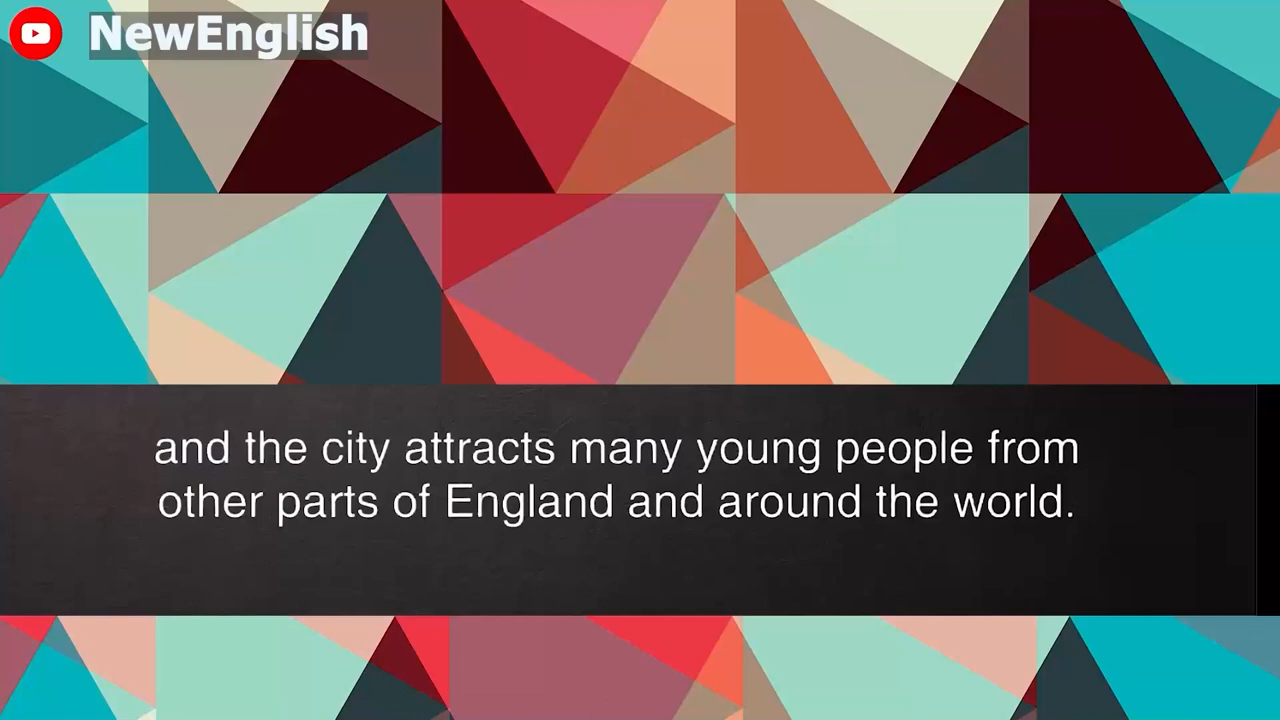 NewEnglish
and the city attracts many young people from
other parts of England and around the world.